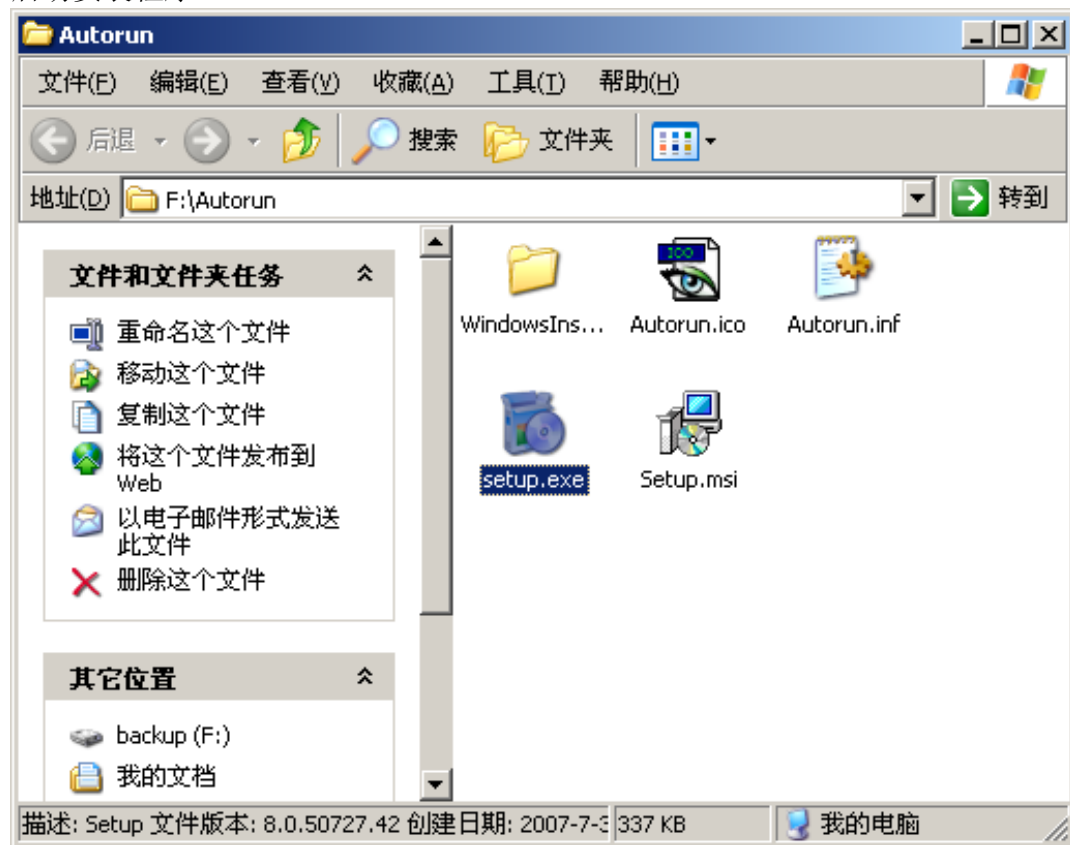 Autorun
文件(F) 编辑(E) 查看(V) 收藏(A) 工具(T) 帮助(H)
后退 搜索 文件夹
地址(D) F:\Autorun 转到
文件和文件夹任务
重命名这个文件
移动这个文件
复制这个文件
将这个文件发布到
Web
以电子邮件形式发送
此文件
删除这个文件
其它位置
backup (F:)
我的文档
WindowsIns... Autorun.ico Autorun.inf
ICO
setup.exe Setup.msi
描述: Setup 文件版本: 8.0.50727.42 创建日期: 2007-7-3 337 KB 我的电脑